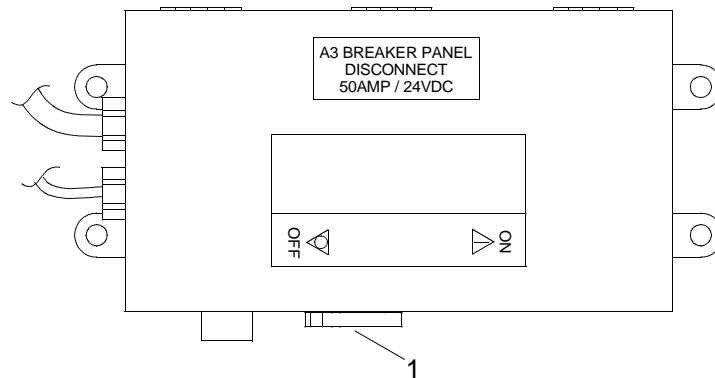 A3 BREAKER PANEL
DISCONNECT
50AMP / 24VDC
OFF
ON
1